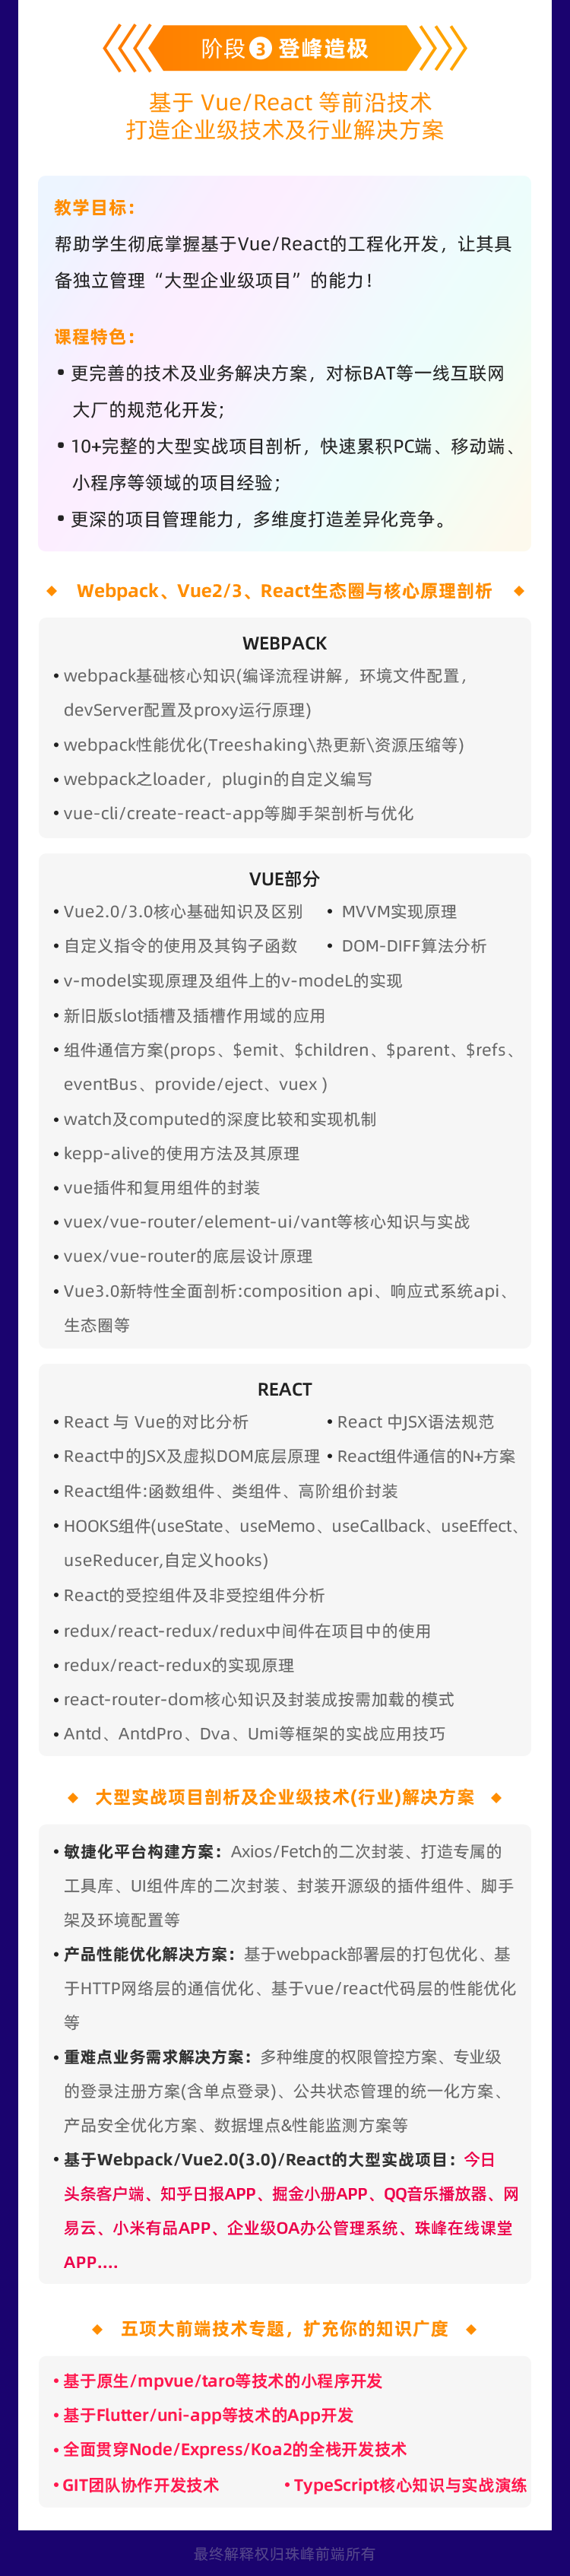 阶段 3 登峰造极
基于 Vue/React 等前沿技术
打造企业级技术及行业解决方案
教学目标：
帮助学生彻底掌握基于Vue/React的工程化开发，让其具
备独立管理“大型企业级项目”的能力！
课程特色：
• 更完善的技术及业务解决方案，对标BAT等一线互联网
大厂的规范化开发；
• 10+完整的大型实战项目剖析，快速累积PC端、移动端、
小程序等领域的项目经验；
• 更深的项目管理能力，多维度打造差异化竞争。
Webpack、Vue2/3、React生态圈与核心原理剖析
WEBPACK
• webpack基础核心知识(编译流程讲解，环境文件配置，
devServer配置及proxy运行原理)
• webpack性能优化(Treeshaking\热更新\资源压缩等)
• webpack之loader，plugin的自定义编写
• vue-cli/create-react-app等脚手架剖析与优化
VUE部分
• Vue2.0/3.0核心基础知识及区别 • MVVM实现原理
• 自定义指令的使用及其钩子函数 • DOM-DIFF算法分析
• v-model实现原理及组件上的v-modeL的实现
• 新旧版slot插槽及插槽作用域的应用
• 组件通信方案(props、$emit、$children、$parent、$refs、
eventBus、provide/eject、vuex )
• watch及computed的深度比较和实现机制
• kepp-alive的使用方法及其原理
• vue插件和复用组件的封装
• vuex/vue-router/element-ui/vant等核心知识与实战
• vuex/vue-router的底层设计原理
• Vue3.0新特性全面剖析:composition api、响应式系统api、
生态圈等
REACT
• React 与 Vue的对比分析 • React 中JSX语法规范
• React中的JSX及虚拟DOM底层原理 • React组件通信的N+方案
• React组件:函数组件、类组件、高阶组价封装
• HOOKS组件(useState、useMemo、useCallback、useEffect、
useReducer,自定义hooks)
• React的受控组件及非受控组件分析
• redux/react-redux/redux中间件在项目中的使用
• redux/react-redux的实现原理
• react-router-dom核心知识及封装成按需加载的模式
• Antd、AntdPro、Dva、Umi等框架的实战应用技巧
大型实战项目剖析及企业级技术(行业)解决方案
• 敏捷化平台构建方案：Axios/Fetch的二次封装、打造专属的
工具库、UI组件库的二次封装、封装开源级的插件组件、脚手
架及环境配置等
• 产品性能优化解决方案：基于webpack部署层的打包优化、基
于HTTP网络层的通信优化、基于vue/react代码层的性能优化
等
• 重难点业务需求解决方案：多种维度的权限管控方案、专业级
的登录注册方案(含单点登录)、公共状态管理的统一化方案、
产品安全优化方案、数据埋点&性能监测方案等
• 基于Webpack/Vue2.0(3.0)/React的大型实战项目：今日
头条客户端、知乎日报APP、掘金小册APP、QQ音乐播放器、网
易云、小米有品APP、企业级OA办公管理系统、珠峰在线课堂
APP....
五项大前端技术专题，扩充你的知识广度
• 基于原生/mpvue/taro等技术的小程序开发
• 基于Flutter/uni-app等技术的App开发
• 全面贯穿Node/Express/Koa2的全栈开发技术
• GIT团队协作开发技术 • TypeScript核心知识与实战演练
最终解释权归珠峰前端所有